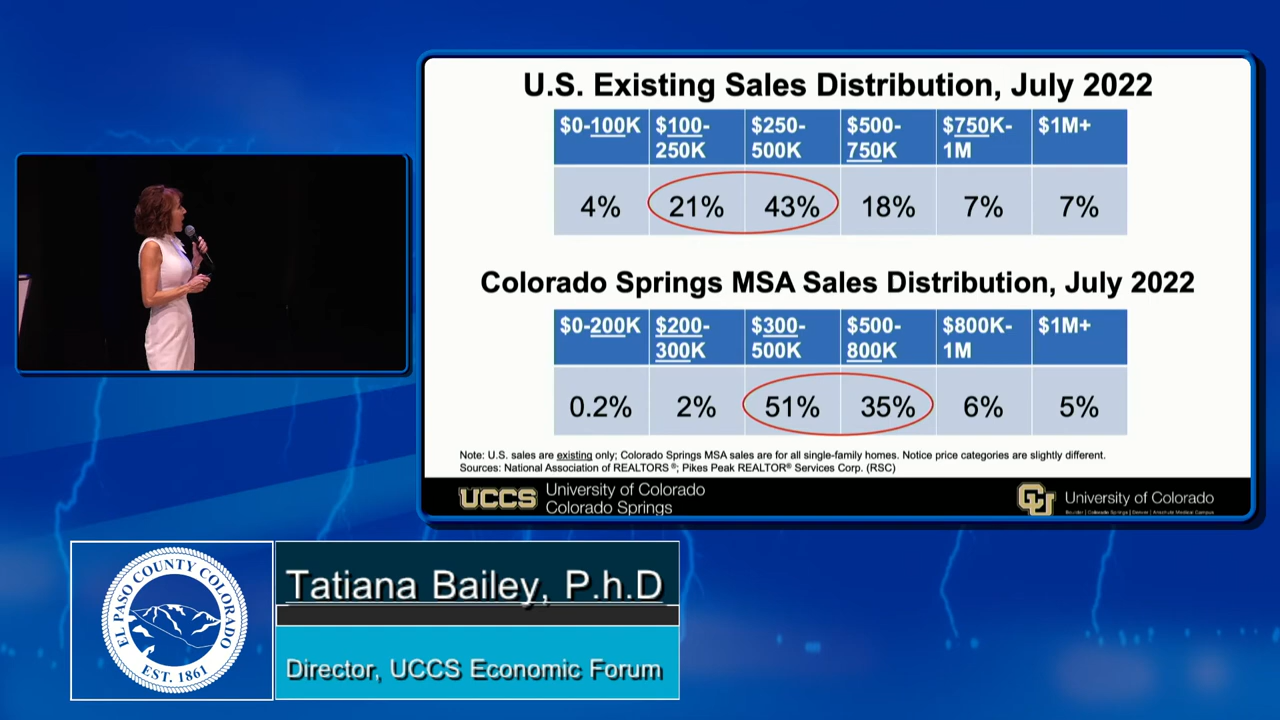 U.S. Existing Sales Distribution, July 2022
$0-100K $100-250K $250-500K $500-750K $750K-1M $1M+
4% 21% 43% 18% 7% 7%
Colorado Springs MSA Sales Distribution, July 2022
$0-200K $200-300K $300-500K $500-800K $800K-1M $1M+
0.2% 2% 51% 35% 6% 5%
Note: U.S. sales are existing only; Colorado Springs MSA sales are for all single-family homes. Notice price categories are slightly different.
Sources: National Association of REALTORS®; Pikes Peak REALTOR® Services Corp. (RSC)
UCCS University of Colorado
Colorado Springs
CU University of Colorado
Boulder | Colorado Springs | Denver | Anschutz Medical Campus
EL PASO COUNTY COLORADO
EST. 1861
Tatiana Bailey, P.h.D
Director, UCCS Economic Forum